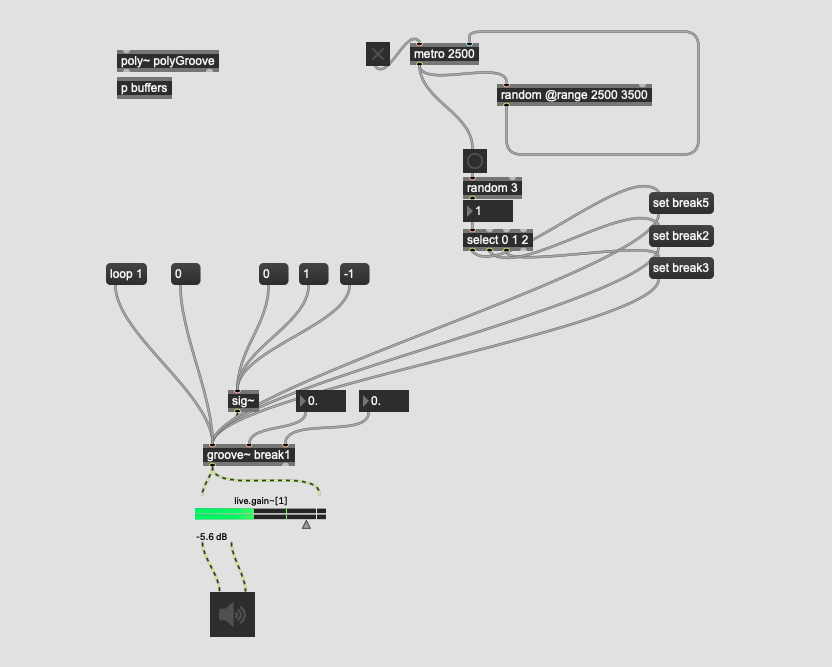 poly~ polyGroove
p buffers
metro 2500
random @range 2500 3500
random 3
1
select 0 1 2
set break5
set break2
set break3
loop 1
0
0
1
-1
sig~
0.
0.
groove~ break1
live.gain~[1]
-5.6 dB